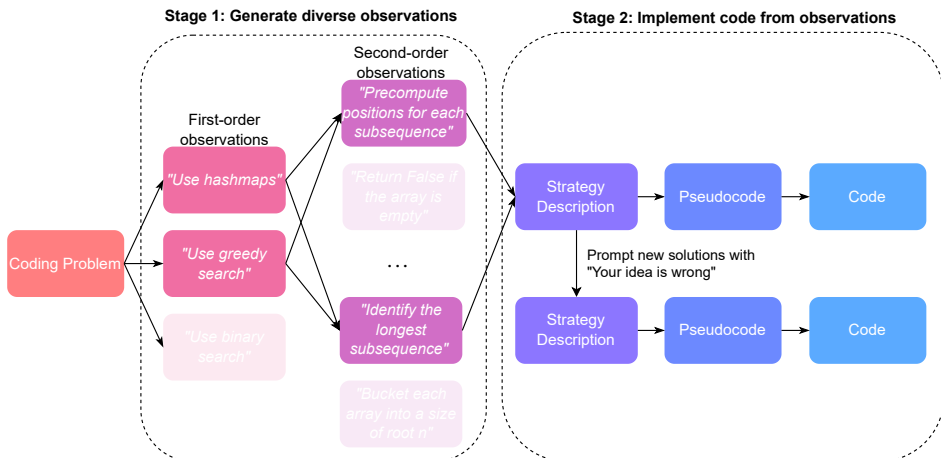 Stage 1: Generate diverse observations
Stage 2: Implement code from observations
Second-order
observations
"Precompute
positions for each
subsequence"
First-order
observations
"Use hashmaps"
"Return False if
the array is
empty"
Strategy
Description
Pseudocode
Code
Coding Problem
"Use greedy
search"
...
Prompt new solutions with
"Your idea is wrong"
"Use binary
search"
"Identify the
longest
subsequence"
Strategy
Description
Pseudocode
Code
"Bucket each
array into a size
of root n"